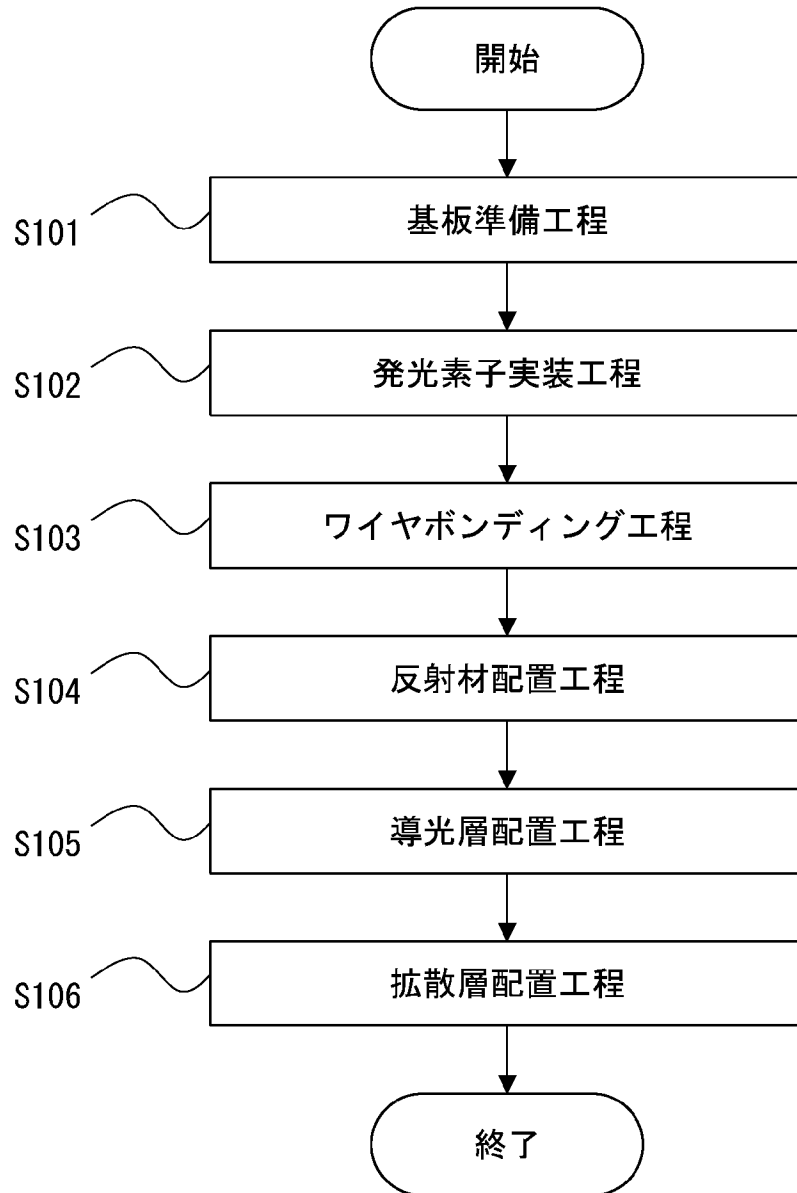 開始
S101
基板準備工程
S102
発光素子実装工程
S103
ワイヤボンディング工程
S104
反射材配置工程
S105
導光層配置工程
S106
拡散層配置工程
終了